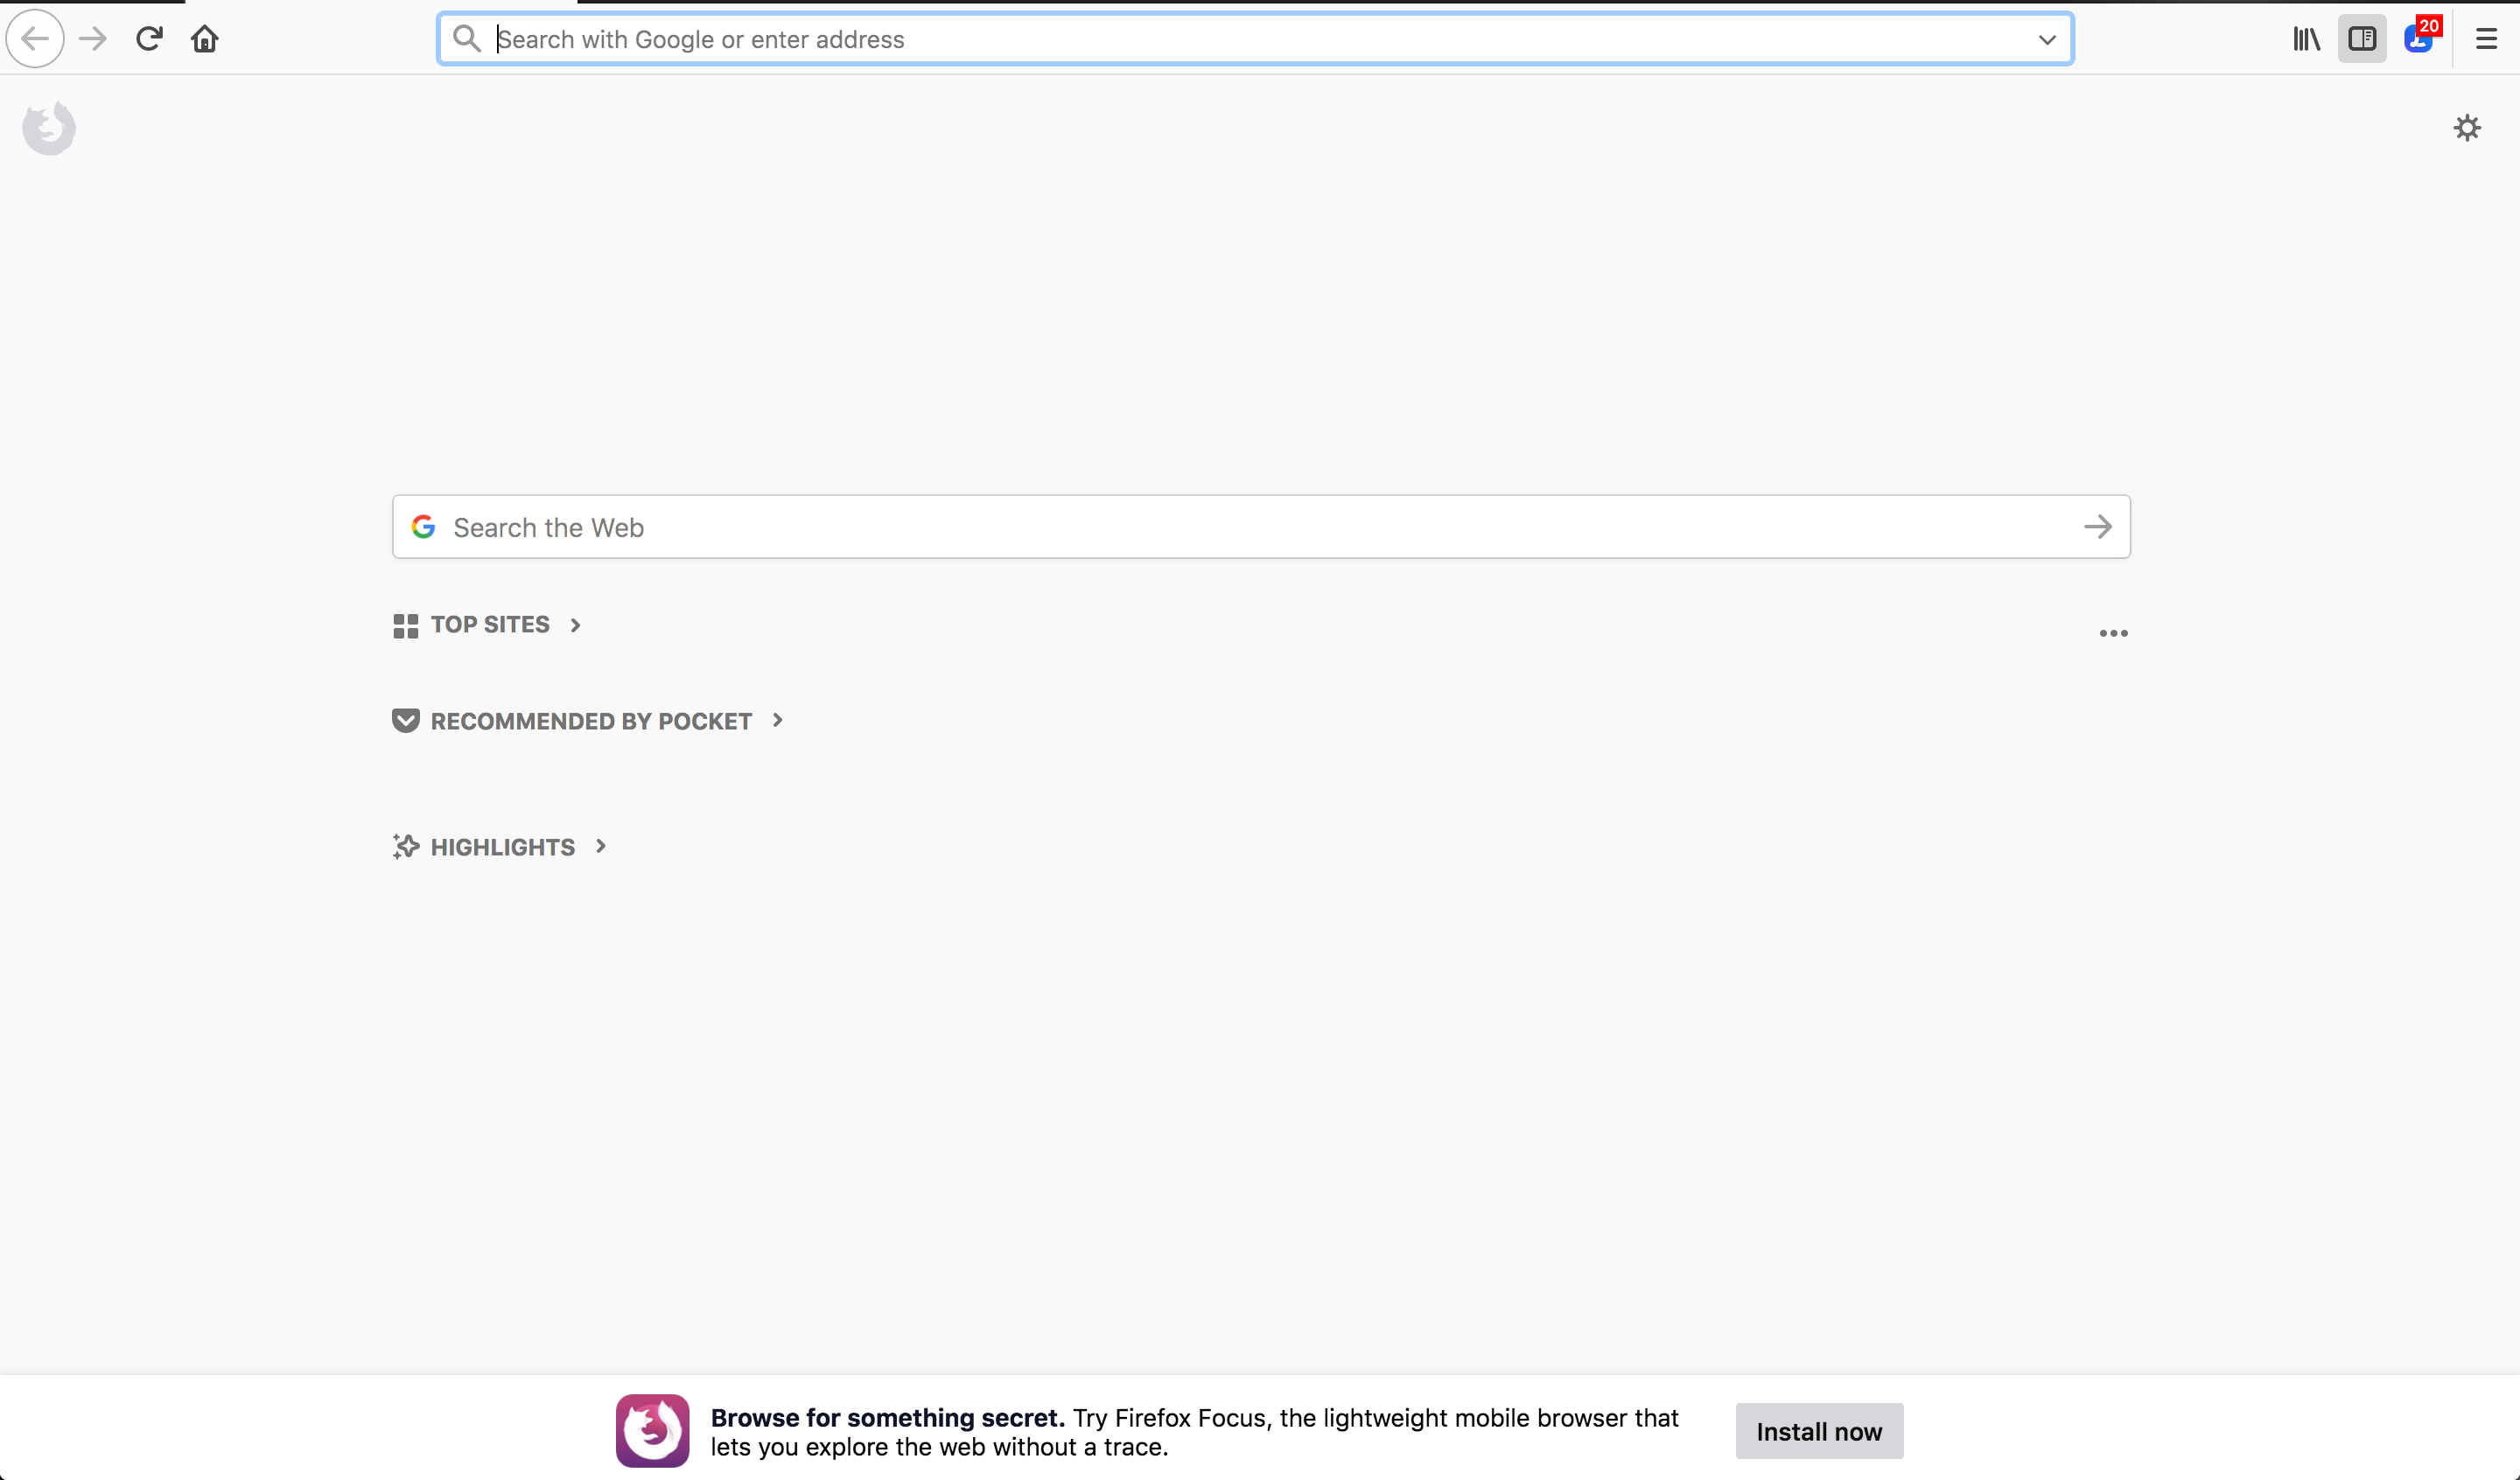 Search with Google or enter address
20
Search the Web
TOP SITES
RECOMMENDED BY POCKET
HIGHLIGHTS
Browse for something secret. Try Firefox Focus, the lightweight mobile browser that
lets you explore the web without a trace.
Install now